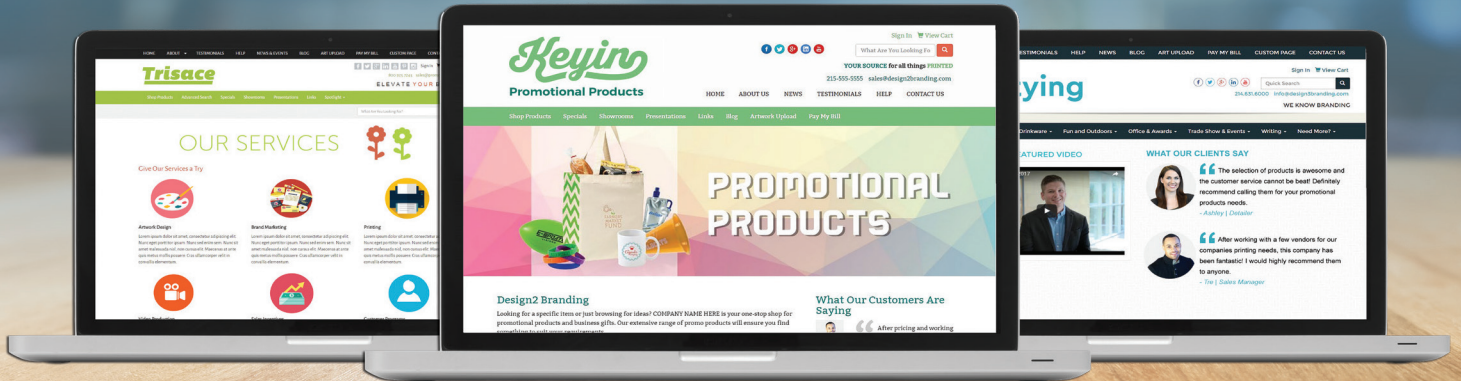 HOME ABOUT TESTIMONIALS HELP NEWS & EVENTS BLOG ART UPLOAD PAY MY BILL CUSTOM PAGE
Trisace
Sign In
ELEVATE YOUR
Shop Products Advanced Search Specials Showrooms Presentations Links Spotlight
OUR SERVICES
Give Our Services a Try
Artwork Design
Brand Marketing
Printing
Keying
Promotional Products
Sign In View Cart
What Are You Looking Fo
YOUR SOURCE for all things PRINTED
215-555-5555 sales@design2branding.com
HOME ABOUT US NEWS TESTIMONIALS HELP CONTACT US
Shop Products Specials Showrooms Presentations Links Blog Artwork Upload Pay My Bill
PROMOTIONAL
PRODUCTS
Design2 Branding
Looking for a specific item or just browsing for ideas? COMPANY NAME HERE is your one-stop shop for
promotional products and business gifts. Our extensive range of promo products will ensure you find
What Our Customers Are
Saying
After pricing and working
TESTIMONIALS HELP NEWS BLOG ART UPLOAD PAY MY BILL CUSTOM PAGE CONTACT US
ying
Sign In View Cart
Quick Search
214.831.6000 info@design3branding.com
WE KNOW BRANDING
Drinkware Fun and Outdoors Office & Awards Trade Show & Events Writing Need More?
EATURED VIDEO
WHAT OUR CLIENTS SAY
The selection of products is awesome and
the customer service cannot be beat! Definitely
recommend calling them for your promotional
products needs.
- Ashley | Detailer
After working with a few vendors for our
companies printing needs, this company has
been fantastic! I would highly recommend them
to anyone.
- Tre | Sales Manager